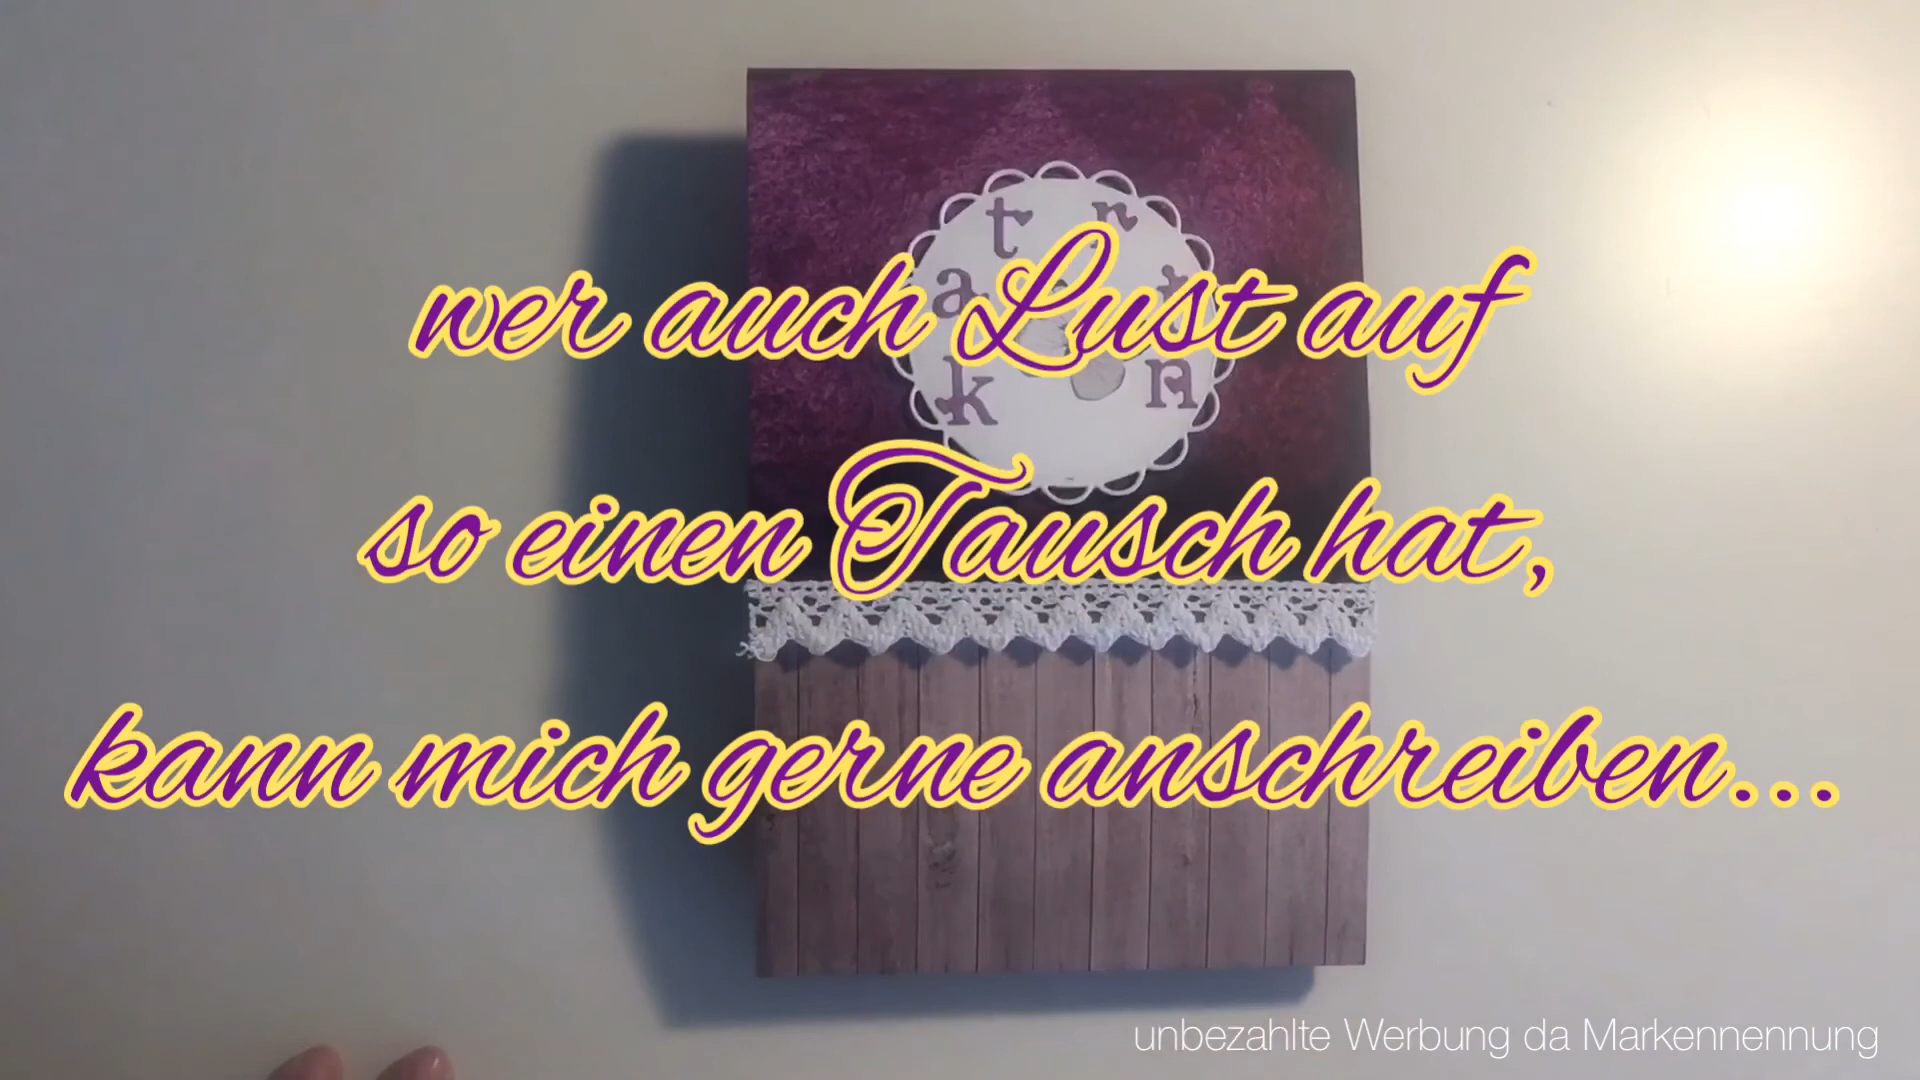 wer auch Lust auf
so einen Tausch hat,
kann mich gerne anschreiben...
unbezahlte Werbung da Markennennung